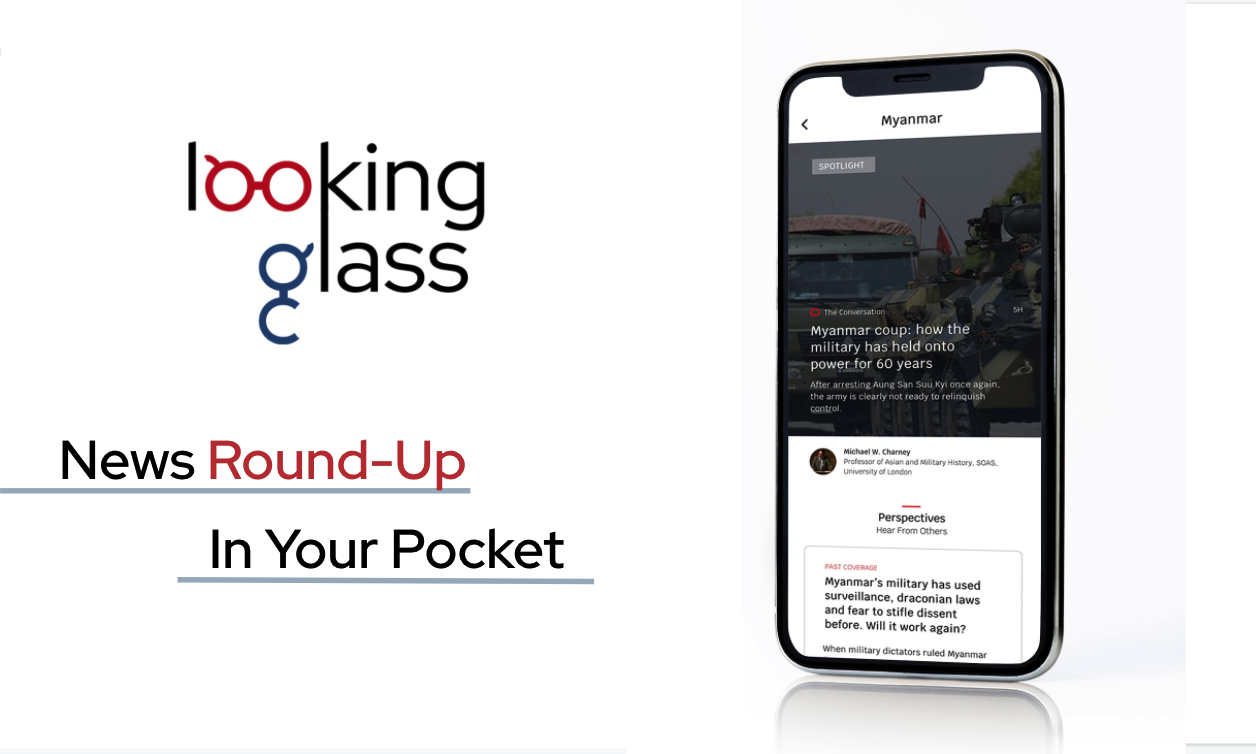 looking
glass
News Round-Up
In Your Pocket
Myanmar
SPOTLIGHT
The Conversation
5H
Myanmar coup: how the
military has held onto
power for 60 years
After arresting Aung San Suu Kyi once again,
the army is clearly not ready to relinquish
control.
Michael W. Charney
Professor of Asian and Military History, SOAS,
University of London
Perspectives
Hear From Others
PAST COVERAGE
Myanmar's military has used
surveillance, draconian laws
and fear to stifle dissent
before. Will it work again?
When military dictators ruled Myanmar